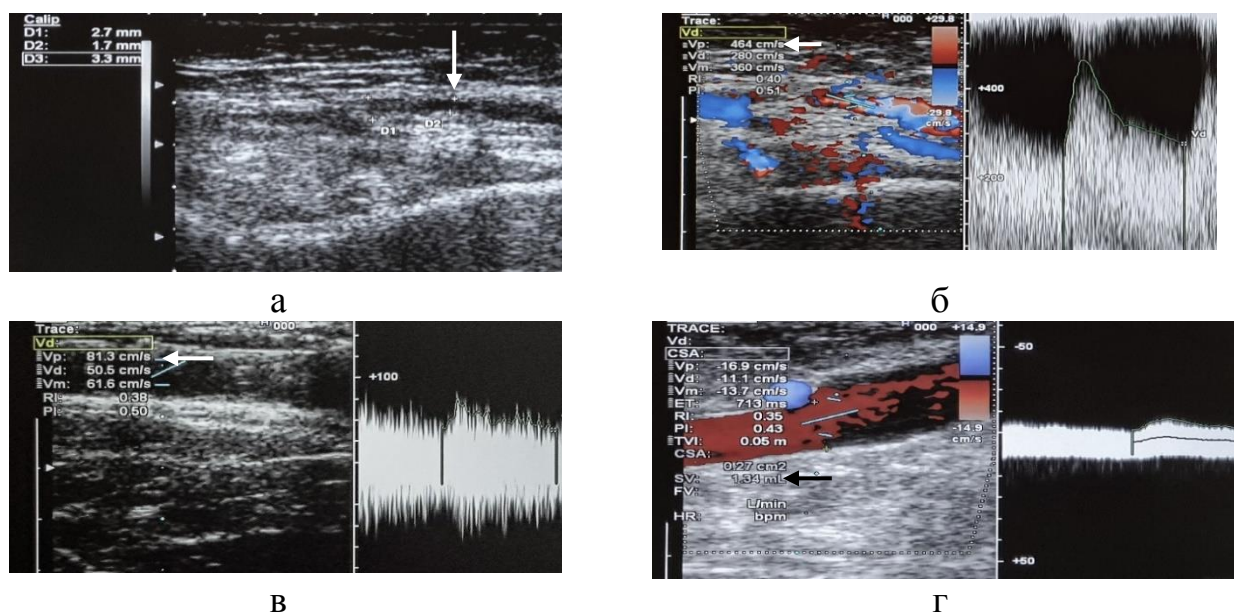 Calip
D1: 2.7 mm
D2: 1.7 mm
D3: 3.3 mm
D1
D2
а
Trace:
Vd:
Vp: 464 cm/s
Vd: 280 cm/s
Vm: 360 cm/s
RI: 0.40
PI: 0.51
000
+29.8
-29.8
cm/s
+400
+200
Vd
б
Trace:
Vd:
Vp: 81.3 cm/s
Vd: 50.5 cm/s
Vm: 61.6 cm/s
RI: 0.38
PI: 0.50
000
+100
в
TRACE:
Vd:
CSA:
Vp: -16.9 cm/s
Vd: -11.1 cm/s
Vm: -13.7 cm/s
ET: 713 ms
RI: 0.35
PI: 0.43
TVI: 0.05 m
CSA:
0.27 cm2
SV: 1.34 mL
FV:
L/min
HR: bpm
000
+14.9
-14.9
cm/s
-50
+50
г